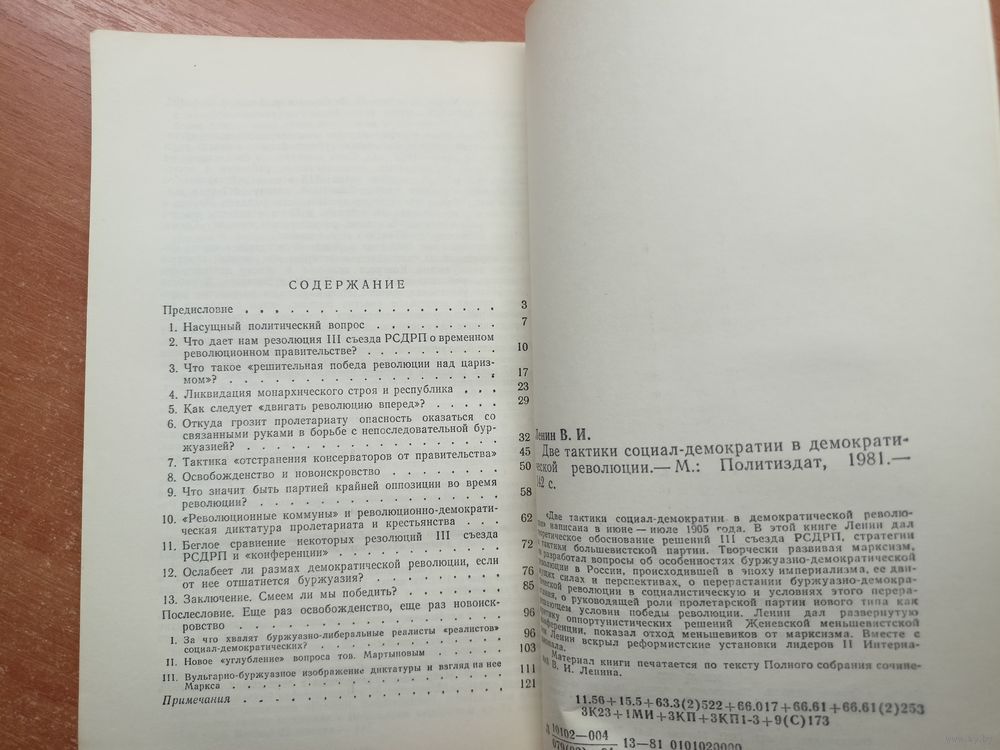 СОДЕРЖАНИЕ
Предисловие . . . . . . . . . . . . . . . . . 3
1. Насущный политический вопрос . . . . . . . . 7
2. Что дает нам резолюция III съезда РСДРП о временном
революционном правительстве? . . . . . . . . . 10
3. Что такое «решительная победа революции над цариз-
мом»? . . . . . . . . . . . . . . . . . . 17
4. Ликвидация монархического строя и республика . . . 23
5. Как следует «двигать революцию вперед»? . . . . . 29
6. Откуда грозит пролетариату опасность оказаться со
связанными руками в борьбе с непоследовательной бур-
жуазией? . . . . . . . . . . . . . . . . . 32
7. Тактика «отстранения консерваторов от правительства» 45
8. Освобожденство и новоискровство . . . . . . . . 50
9. Что значит быть партией крайней оппозиции во время
революции? . . . . . . . . . . . . . . . . 58
10. «Революционные коммуны» и революционно-демократи-
ческая диктатура пролетариата и крестьянства . . . 62
11. Беглое сравнение некоторых резолюций III съезда
РСДРП и «конференции» . . . . . . . . . . . 72
12. Ослабеет ли размах демократической революции, если
от нее отшатнется буржуазия? . . . . . . . . . 76
13. Заключение. Смеем ли мы победить? . . . . . . . 85
Послесловие. Еще раз освобожденство, еще раз новоиск-
ровство . . . . . . . . . . . . . . . . . 96
I. За что хвалят буржуазно-либеральные реалисты «реалистов»
социал-демократических? . . . . . . . . . . . 96
II. Новое «углубление» вопроса тов. Мартыновым . . . . . 103
III. Вульгарно-буржуазное изображение диктатуры и взгляд на нее
Маркса . . . . . . . . . . . . . . . . . 111
Примечания . . . . . . . . . . . . . . . . 121
Ленин В. И.
Две тактики социал-демократии в демократи-
ческой революции.— М.: Политиздат, 1981.—
142 с.
«Две тактики социал-демократии в демократической револю-
написана в июне — июле 1905 года. В этой книге Ленин дал
обоснование решений III съезда РСДРП, стратегии
тактики большевистской партии. Творчески развивая марксизм,
разработал вопросы об особенностях буржуазно-демократической
революции в России, происходившей в эпоху империализма, ее дви-
силах и перспективах, о перерастании буржуазно-демокра-
революции в социалистическую и условиях этого перера-
о руководящей роли пролетарской партии нового типа как
условии победы революции. Ленин дал развернутую
оппортунистических решений Женевской меньшевистской
показал отход меньшевиков от марксизма. Вместе с
Ленин вскрыл реформистские установки лидеров II Интерна-
Материал книги печатается по тексту Полного собрания сочине-
В. И. Ленина.
11.56+15.5+63.3(2)522+66.017+66.61+66.61(2)253
3К23+1МИ+3КП+3КП1-3+9(С)173
10102—004
13—81 0101020000